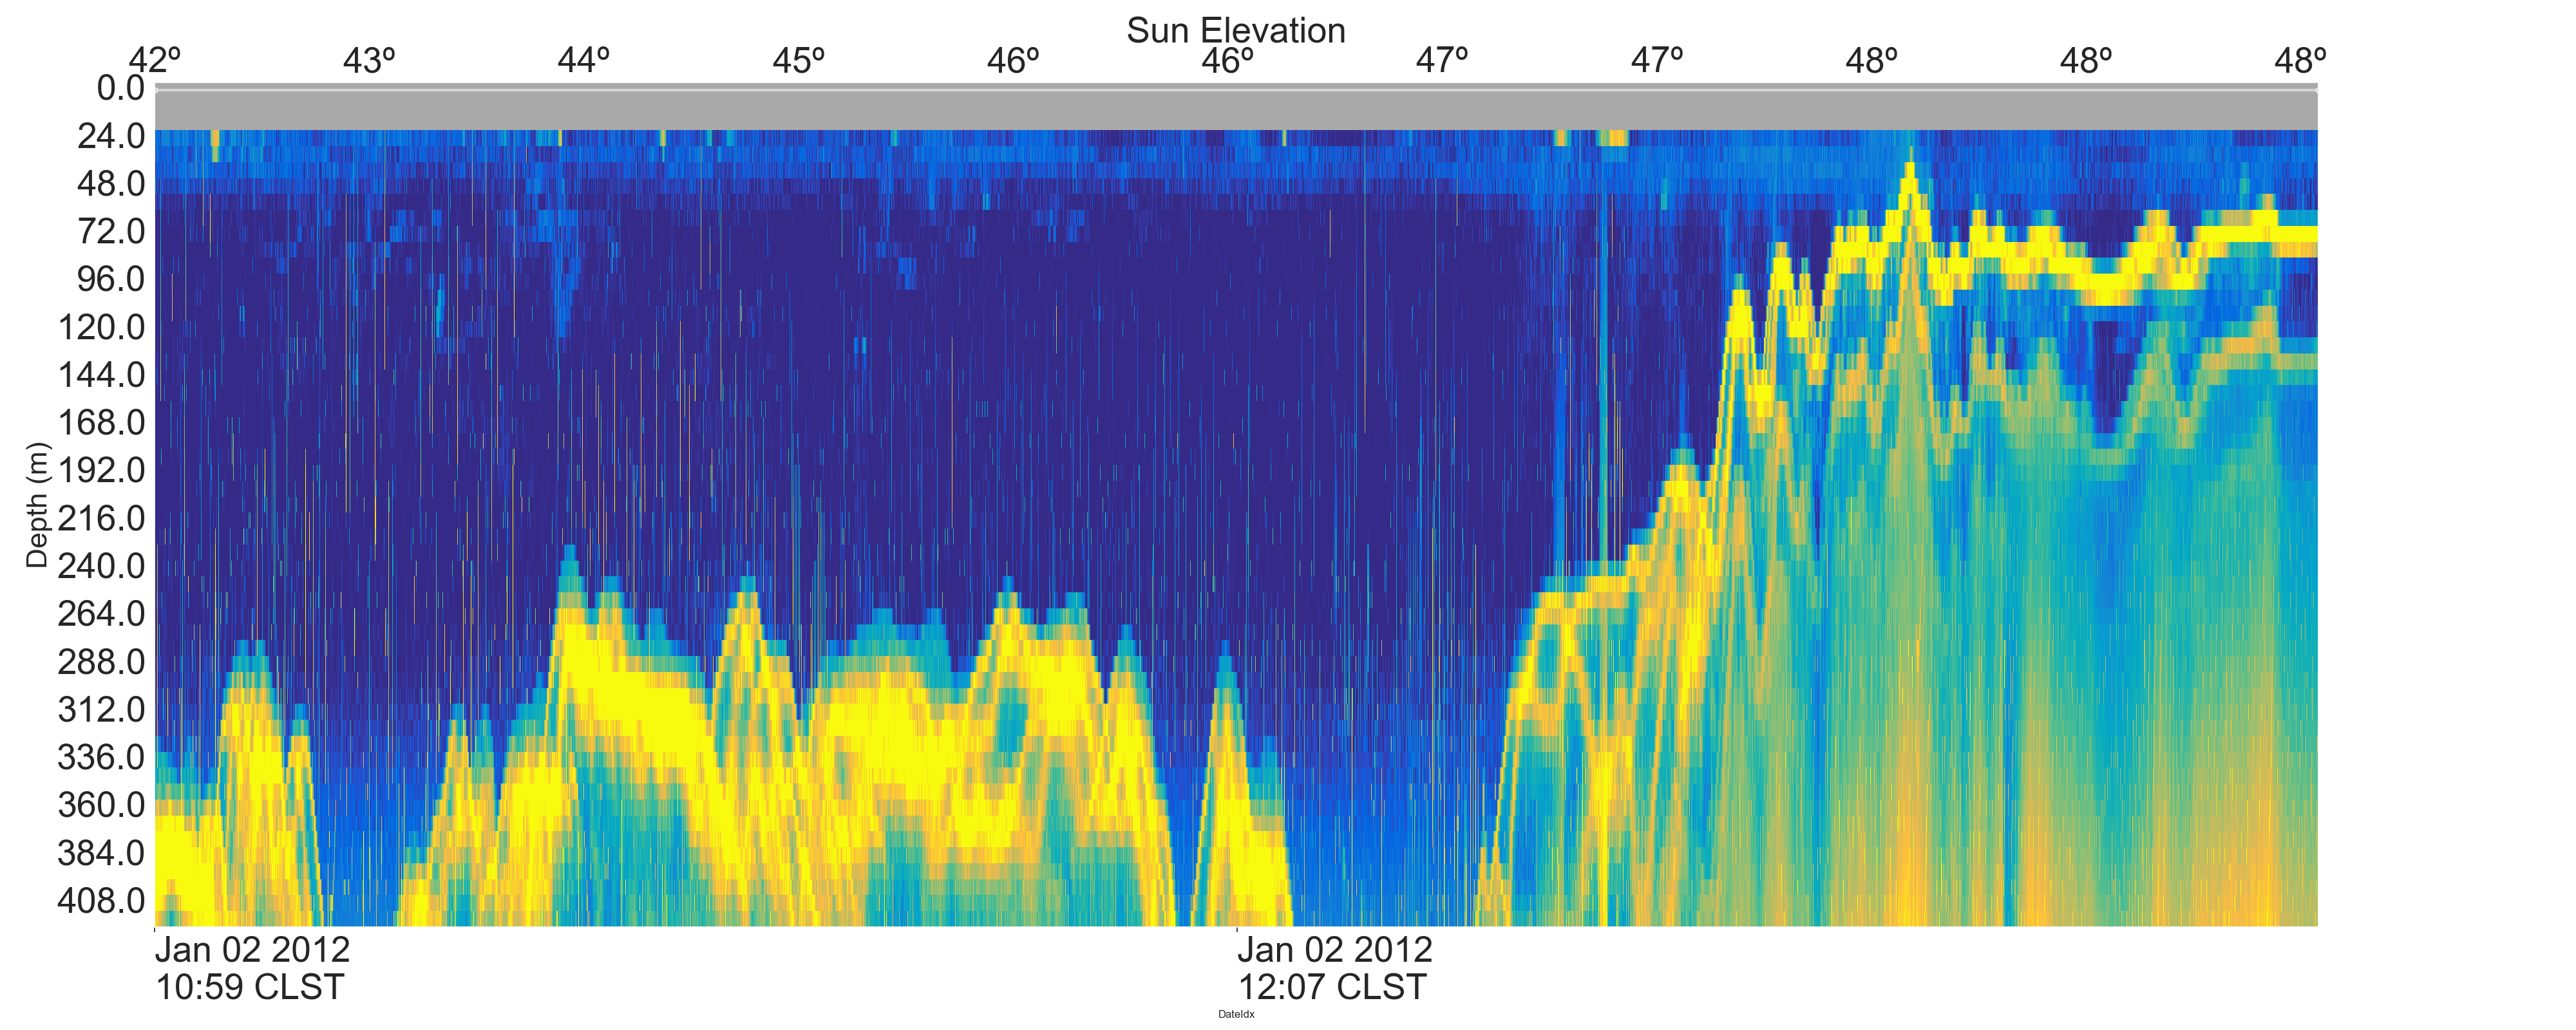 Sun Elevation
42º 43º 44º 45º 46º 46º 47º 47º 48º 48º 48º
0.0
24.0
48.0
72.0
96.0
120.0
144.0
168.0
192.0
216.0
240.0
264.0
288.0
312.0
336.0
360.0
384.0
408.0
Depth (m)
Jan 02 2012
10:59 CLST
Jan 02 2012
12:07 CLST
DateIdx